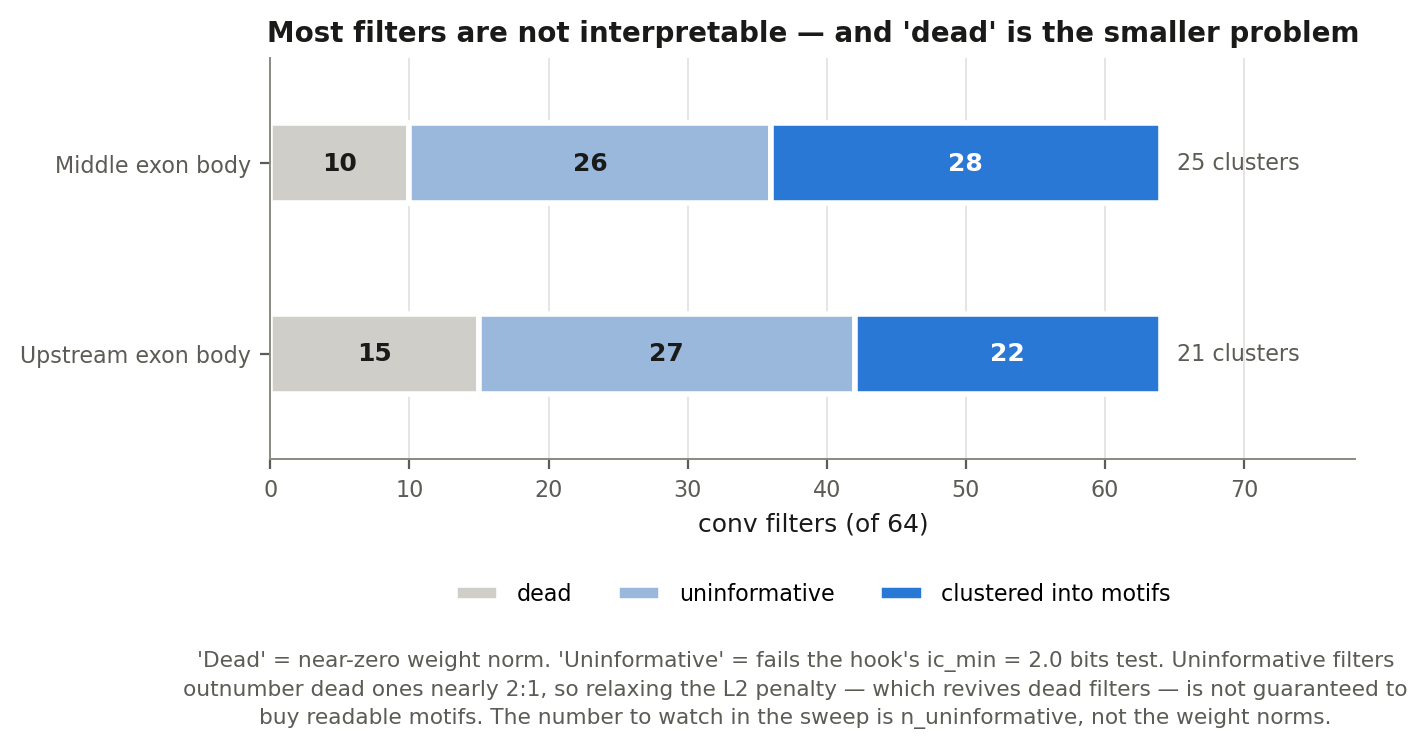 Most filters are not interpretable — and 'dead' is the smaller problem
Middle exon body
10
26
28
25 clusters
Upstream exon body
15
27
22
21 clusters
0 10 20 30 40 50 60 70
conv filters (of 64)
dead uninformative clustered into motifs
'Dead' = near-zero weight norm. 'Uninformative' = fails the hook's ic_min = 2.0 bits test. Uninformative filters
outnumber dead ones nearly 2:1, so relaxing the L2 penalty — which revives dead filters — is not guaranteed to
buy readable motifs. The number to watch in the sweep is n_uninformative, not the weight norms.